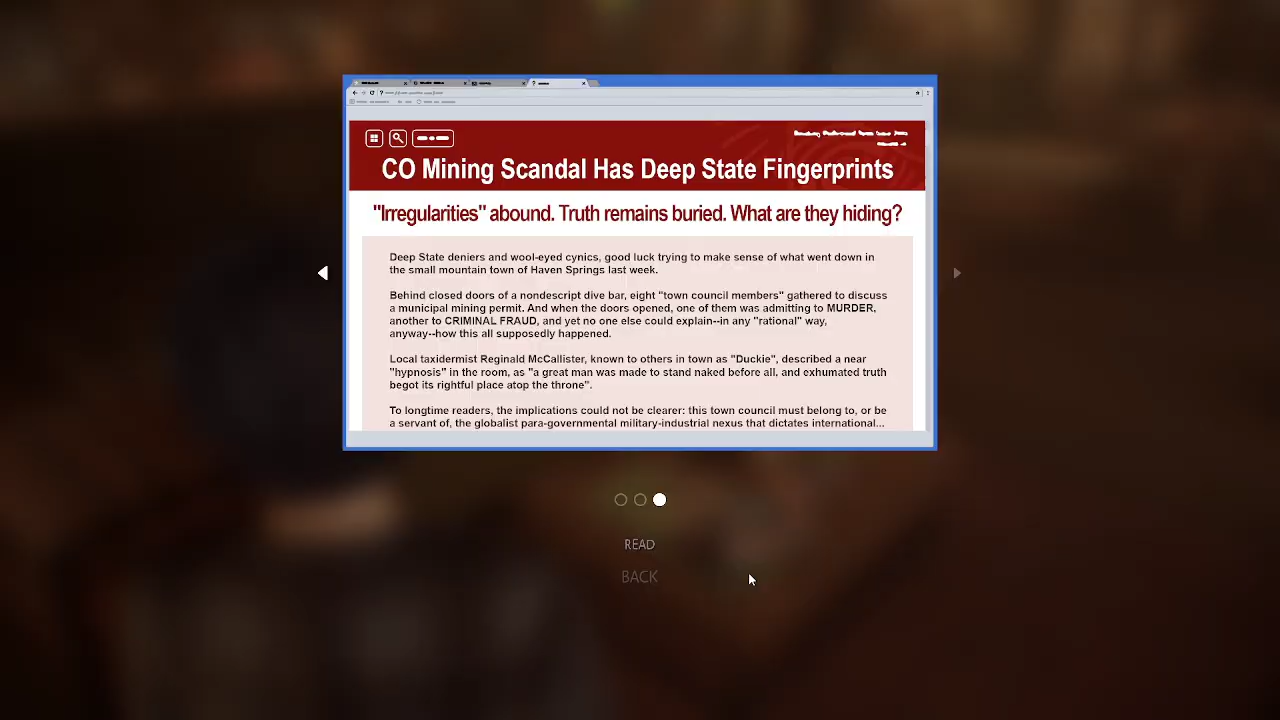 CO Mining Scandal Has Deep State Fingerprints
"Irregularities" abound. Truth remains buried. What are they hiding?
Deep State deniers and wool-eyed cynics, good luck trying to make sense of what went down in
the small mountain town of Haven Springs last week.
Behind closed doors of a nondescript dive bar, eight "town council members" gathered to discuss
a municipal mining permit. And when the doors opened, one of them was admitting to MURDER,
another to CRIMINAL FRAUD, and yet no one else could explain--in any "rational" way,
anyway--how this all supposedly happened.
Local taxidermist Reginald McCallister, known to others in town as "Duckie", described a near
"hypnosis" in the room, as "a great man was made to stand naked before all, and exhumated truth
begot its rightful place atop the throne".
To longtime readers, the implications could not be clearer: this town council must belong to, or be
a servant of, the globalist para-governmental military-industrial nexus that dictates international...
READ
BACK